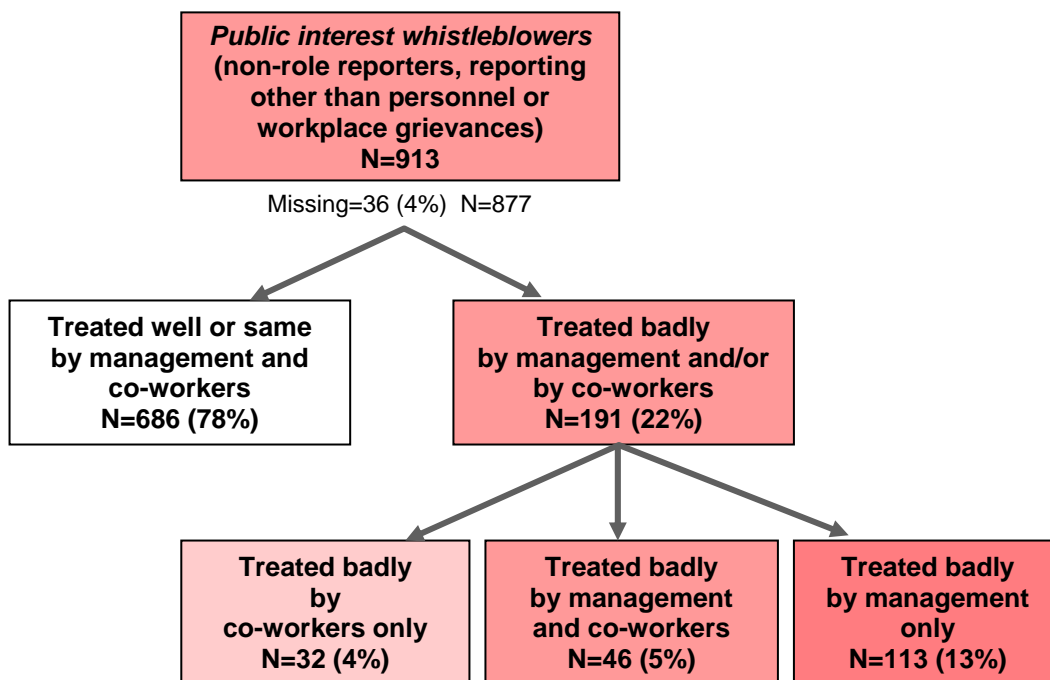 Public interest whistleblowers
(non-role reporters, reporting
other than personnel or
workplace grievances)
N=913
Missing=36 (4%)  N=877
Treated well or same
by management and
co-workers
N=686 (78%)
Treated badly
by management and/or
by co-workers
N=191 (22%)
Treated badly
by
co-workers only
N=32 (4%)
Treated badly
by management
and co-workers
N=46 (5%)
Treated badly
by management
only
N=113 (13%)